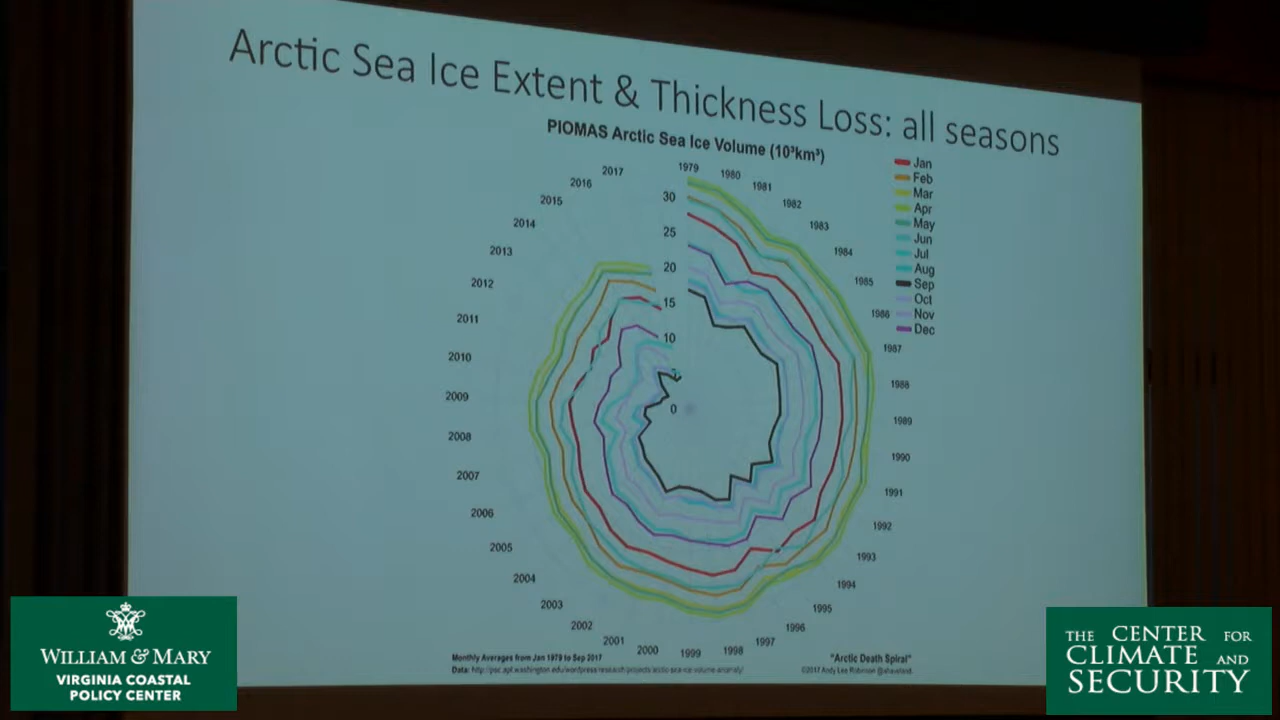 Arctic Sea Ice Extent & Thickness Loss: all seasons
PIOMAS Arctic Sea Ice Volume (10³km³)
1979
1980
1981
1982
1983
1984
1985
1986
1987
1988
1989
1990
1991
1992
1993
1994
1995
1996
1997
1998
1999
2000
2001
2002
2003
2004
2005
2006
2007
2008
2009
2010
2011
2012
2013
2014
2015
2016
2017
30
25
20
15
10
5
0
Jan
Feb
Mar
Apr
May
Jun
Jul
Aug
Sep
Oct
Nov
Dec
Monthly Averages from Jan 1979 to Sep 2017
Data:
"Arctic Death Spiral"
©2017 Andy Lee Robinson
WILLIAM & MARY
VIRGINIA COASTAL
POLICY CENTER
THE CENTER FOR
CLIMATE AND
SECURITY